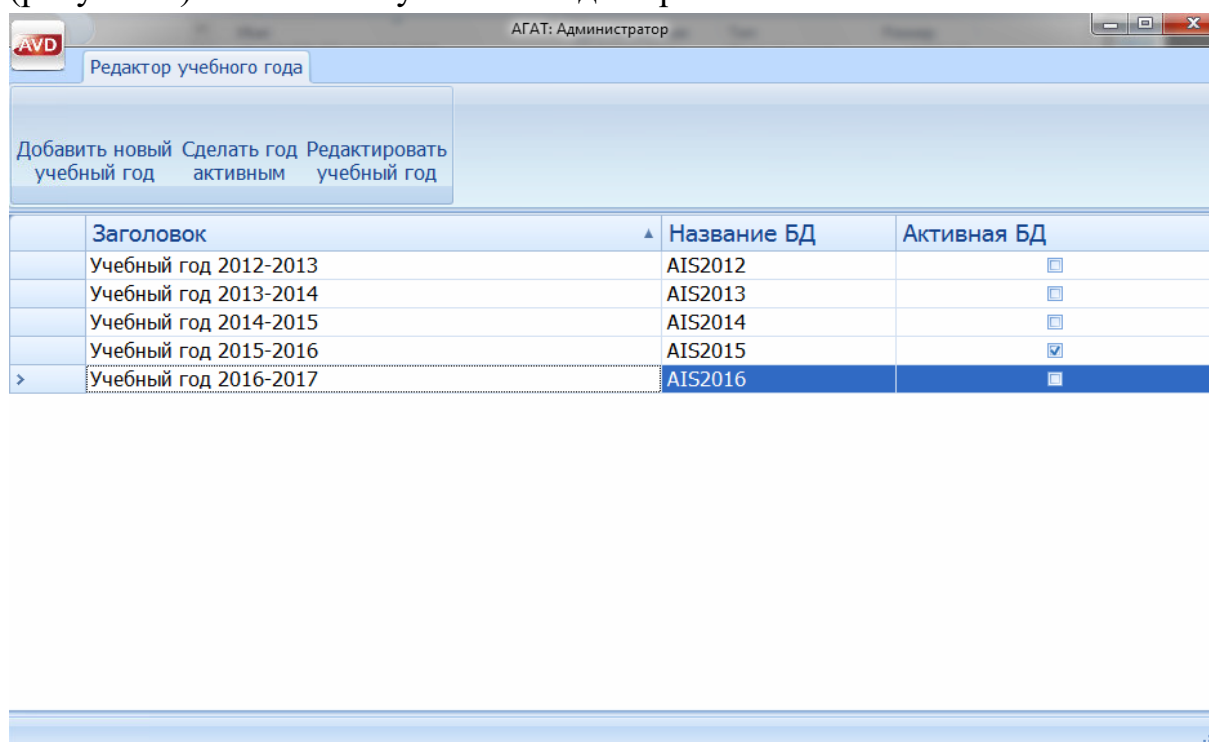 АГАТ: Администратор
AVD
Редактор учебного года
Добавить новый учебный год
Сделать год активным
Редактировать учебный год
Заголовок Название БД Активная БД
Учебный год 2012-2013 AIS2012
Учебный год 2013-2014 AIS2013
Учебный год 2014-2015 AIS2014
Учебный год 2015-2016 AIS2015
Учебный год 2016-2017 AIS2016